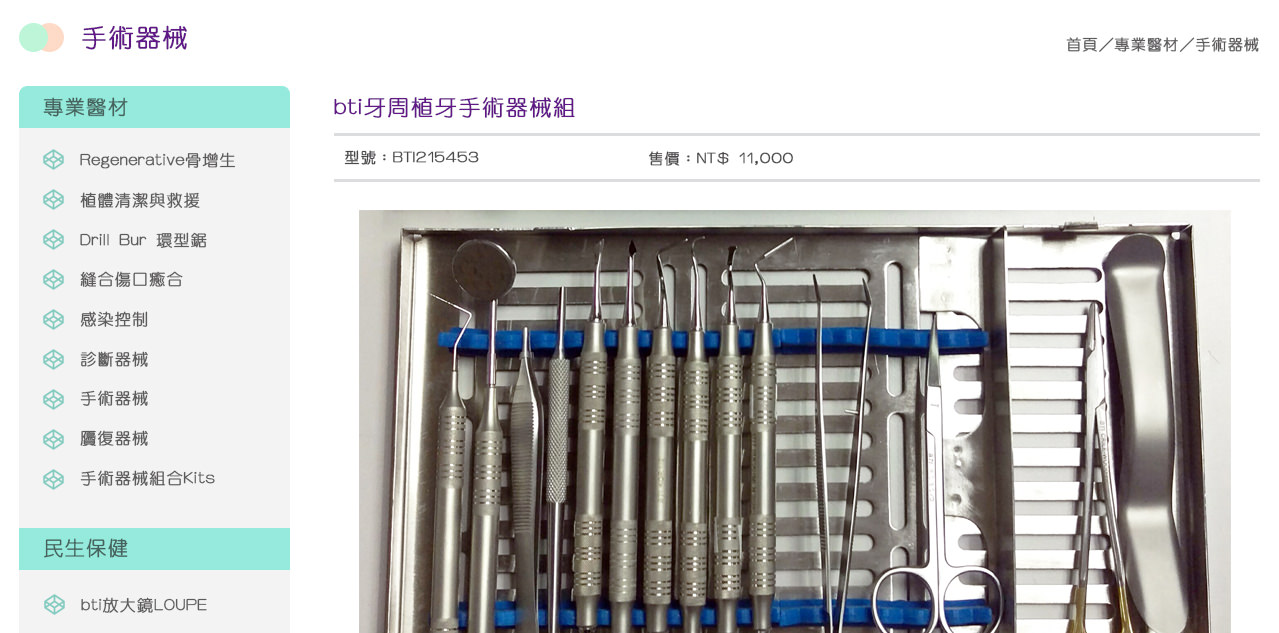 手術器械
首頁／專業醫材／手術器械
專業醫材
Regenerative骨增生
植體清潔與救援
Drill Bur 環型鋸
縫合傷口癒合
感染控制
診斷器械
手術器械
贗復器械
手術器械組合Kits
民生保健
bti放大鏡LOUPE
bti牙周植牙手術器械組
型號：BTI215453
售價：NT$ 11,000